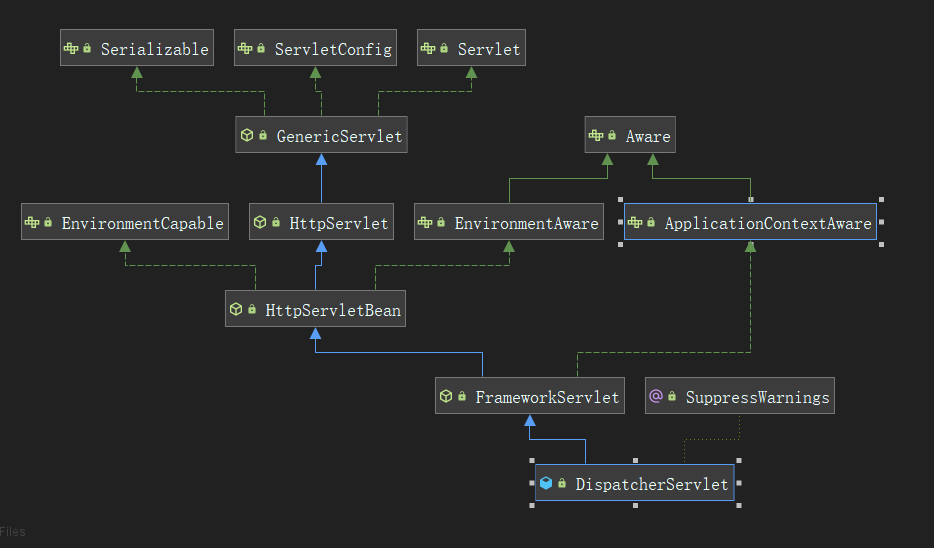 Serializable
ServletConfig
Servlet
GenericServlet
Aware
EnvironmentCapable
HttpServlet
EnvironmentAware
ApplicationContextAware
HttpServletBean
FrameworkServlet
SuppressWarnings
DispatcherServlet
Files